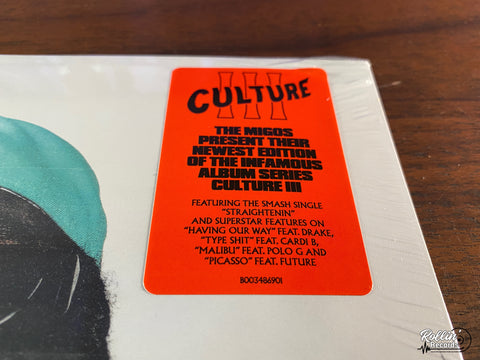 CULTURE
III
THE MIGOS
PRESENT THEIR
NEWEST EDITION
OF THE INFAMOUS
ALBUM SERIES
CULTURE III
FEATURING THE SMASH SINGLE
"STRAIGHTENIN"
AND SUPERSTAR FEATURES ON
"HAVING OUR WAY" FEAT. DRAKE,
"TYPE SHIT" FEAT. CARDI B,
"MALIBU" FEAT. POLO G AND
"PICASSO" FEAT. FUTURE
B003486901
Rollin'
Records